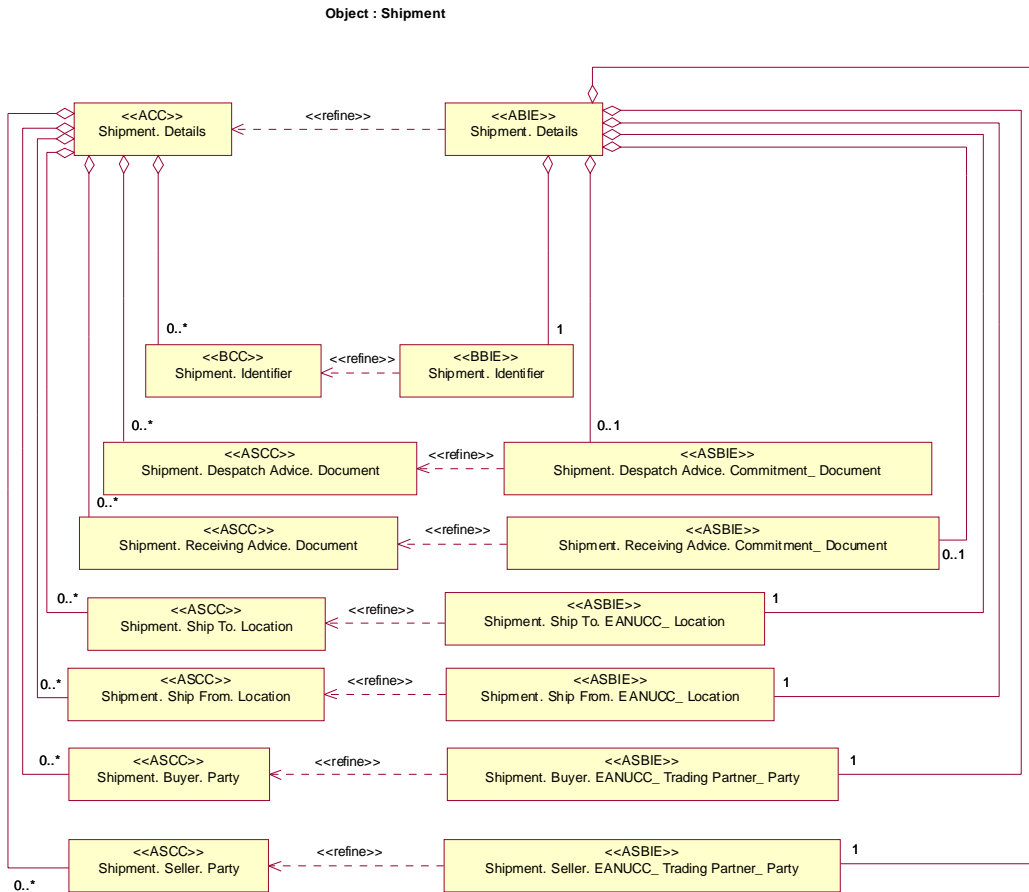 Object : Shipment
<<ACC>>
Shipment. Details
<<refine>>
<<ABIE>>
Shipment. Details
0..*
1
<<BCC>>
Shipment. Identifier
<<refine>>
<<BBIE>>
Shipment. Identifier
0..*
0..1
<<ASCC>>
Shipment. Despatch Advice. Document
<<refine>>
<<ASBIE>>
Shipment. Despatch Advice. Commitment_ Document
0..*
<<ASCC>>
Shipment. Receiving Advice. Document
<<refine>>
<<ASBIE>>
Shipment. Receiving Advice. Commitment_ Document
0..1
0..*
<<ASCC>>
Shipment. Ship To. Location
<<refine>>
<<ASBIE>>
Shipment. Ship To. EANUCC_ Location
1
0..*
<<ASCC>>
Shipment. Ship From. Location
<<refine>>
<<ASBIE>>
Shipment. Ship From. EANUCC_ Location
1
0..*
<<ASCC>>
Shipment. Buyer. Party
<<refine>>
<<ASBIE>>
Shipment. Buyer. EANUCC_ Trading Partner_ Party
1
0..*
<<ASCC>>
Shipment. Seller. Party
<<refine>>
<<ASBIE>>
Shipment. Seller. EANUCC_ Trading Partner_ Party
1